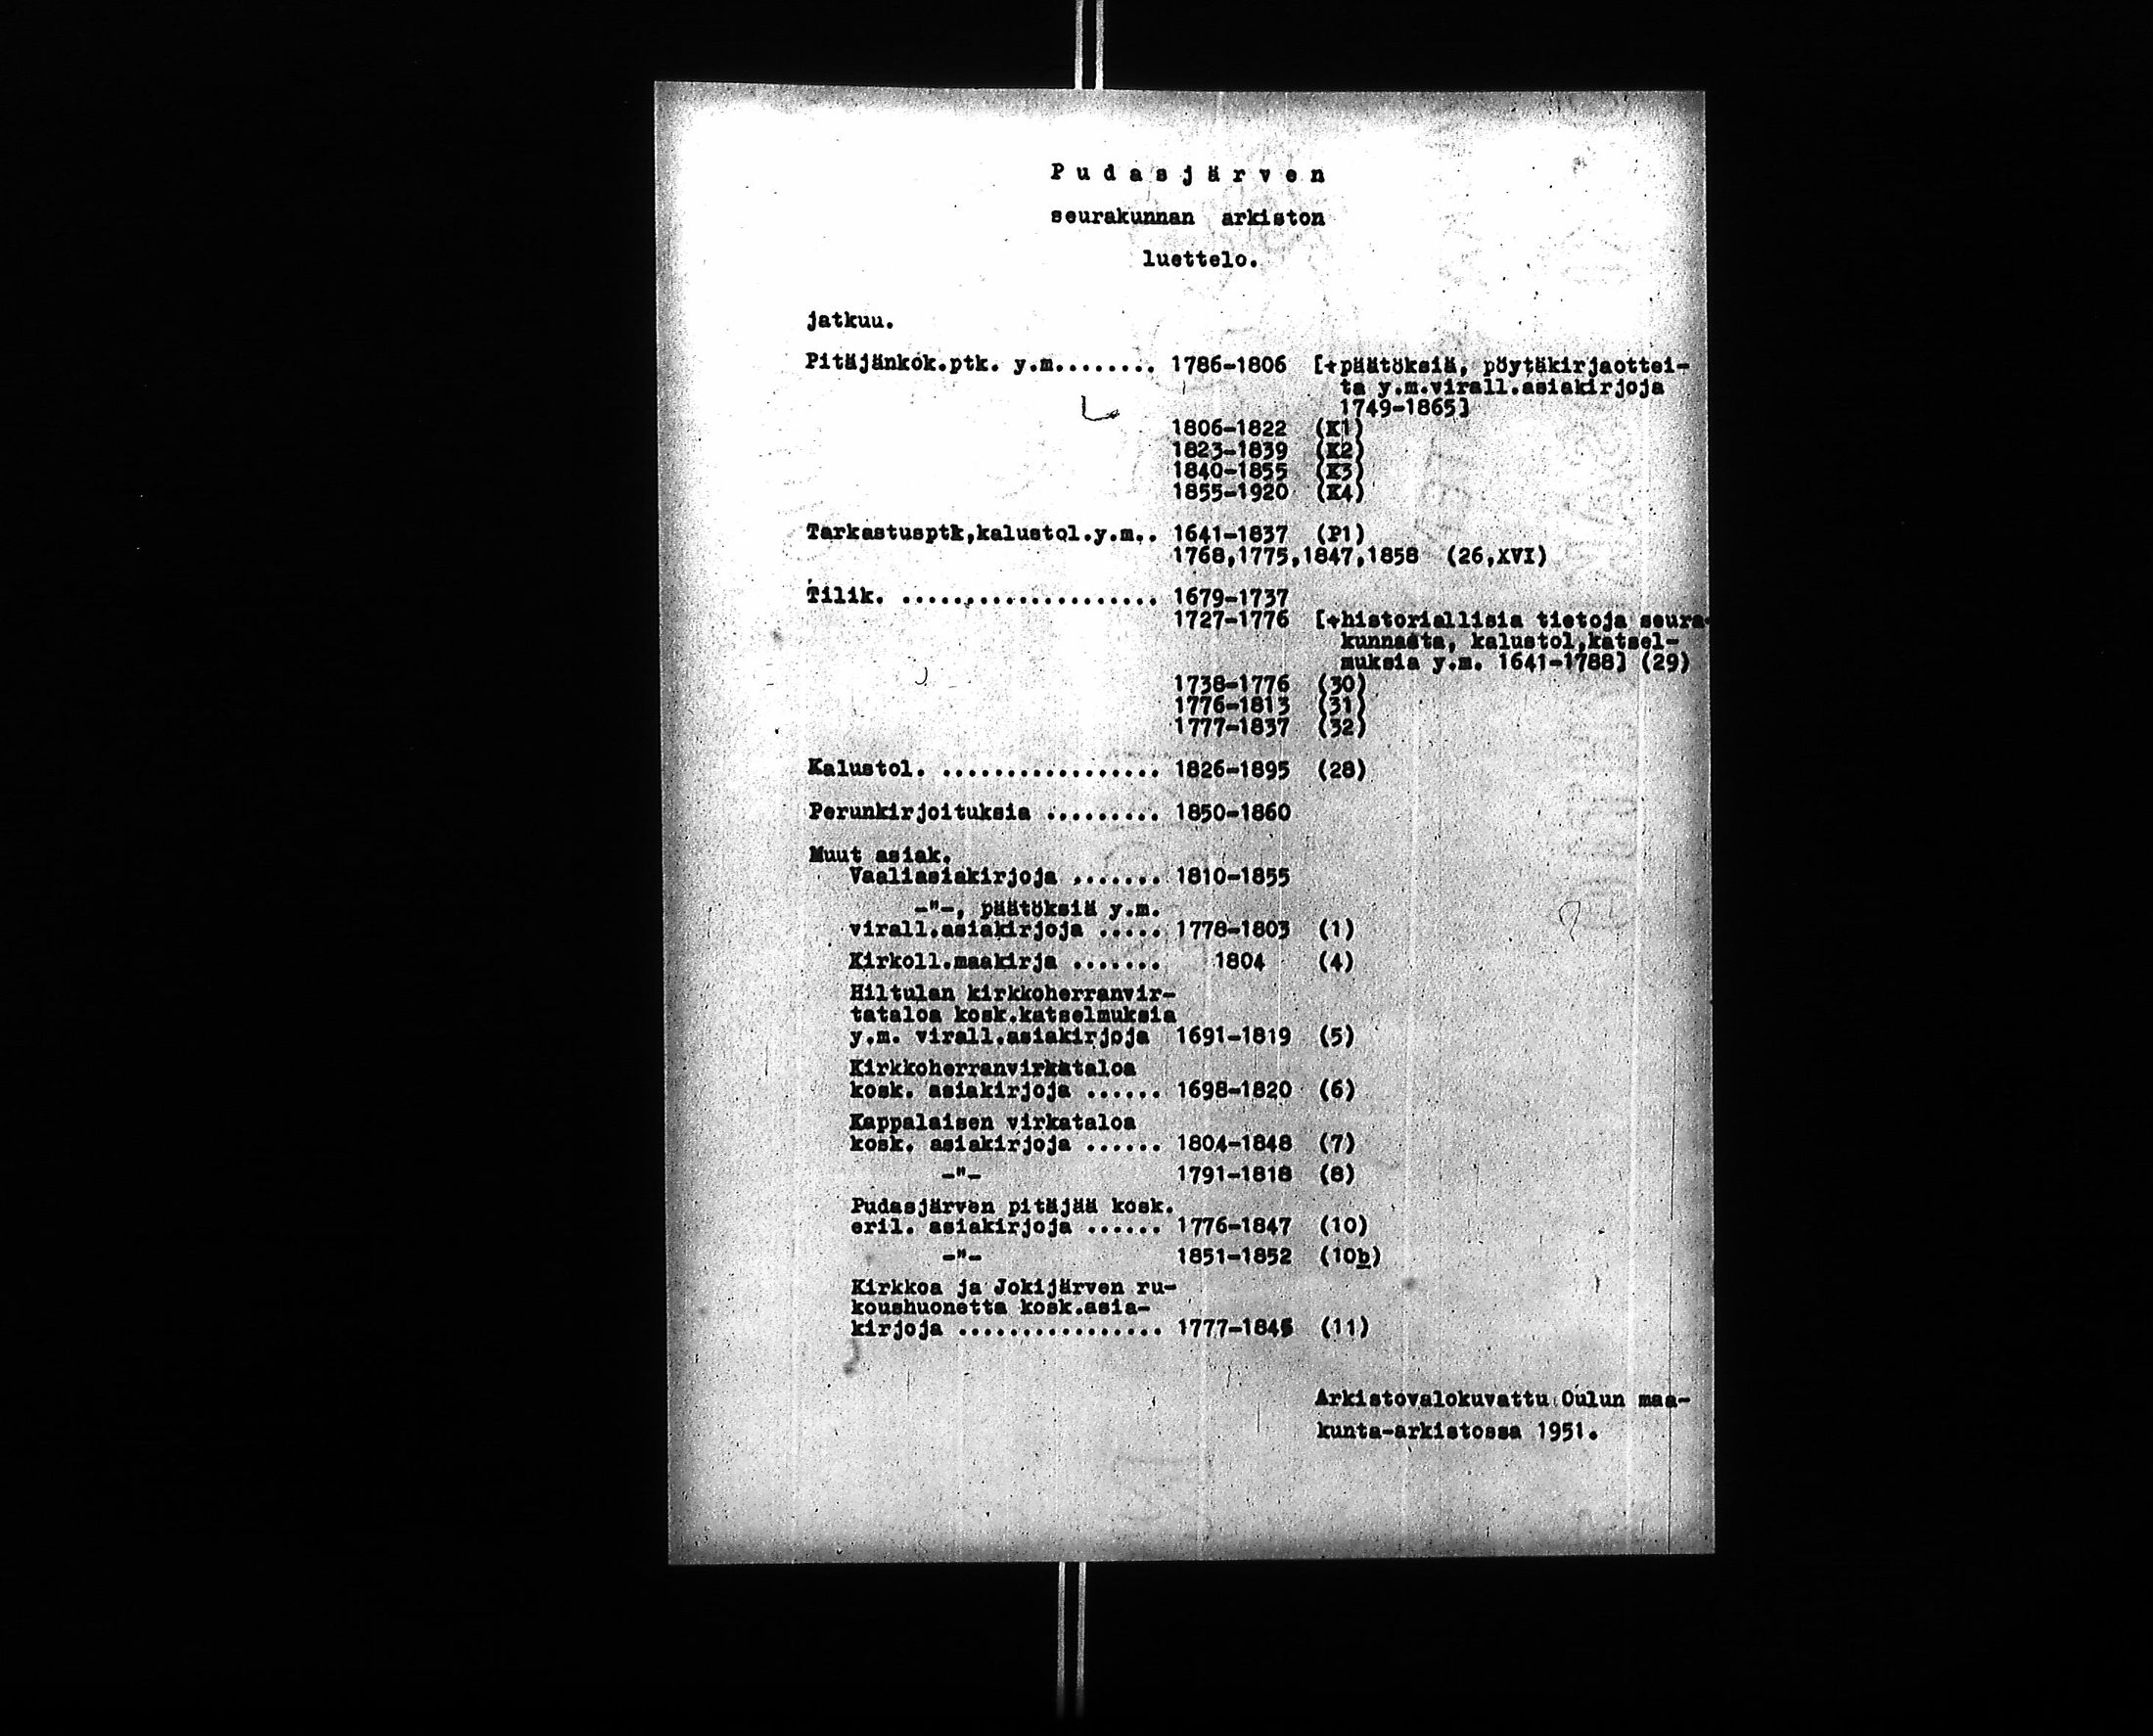 Pudasjärven
seurakunnan arkiston
luettelo.
jatkuu.
Pitäjänkok.ptk. y.m........ 1786-1806 [+päätöksiä, pöytäkirjaottei-
ta y.m.virall.asiakirjoja
1749-1865]
1806-1822 (K1)
1823-1839 (K2)
1840-1855 (K3)
1855-1920 (K4)
Tarkastusptk,kalustol.y.m.. 1641-1837 (P1)
1768,1775,1847,1858 (26,XVI)
Tilik. .................... 1679-1737
1727-1776 [+historiallisia tietoja seura-
kunnasta, kalustol,katsel-
muksia y.m. 1641-1788] (29)
1738-1776 (30)
1776-1813 (31)
1777-1837 (32)
Kalustol. ................. 1826-1895 (28)
Perunkirjoituksia ......... 1850-1860
Muut asiak.
Vaaliasiakirjoja ....... 1810-1855
-"-, päätöksiä y.m.
virall.asiakirjoja ..... 1778-1803 (1)
Kirkoll.maakirja ....... 1804 (4)
Hiltulan kirkkoherranvir-
tataloa kosk.katselmuksia
y.m. virall.asiakirjoja 1691-1819 (5)
Kirkkoherranvirkataloa
kosk. asiakirjoja ...... 1698-1820 (6)
Kappalaisen virkataloa
kosk. asiakirjoja ...... 1804-1848 (7)
-"- 1791-1818 (8)
Pudasjärven pitäjää kosk.
eril. asiakirjoja ...... 1776-1847 (10)
-"- 1851-1852 (10b)
Kirkkoa ja Jokijärven ru-
koushuonetta kosk.asia-
kirjoja ................ (11)
Arkistovalokuvattu Oulun maa-
kunta-arkistossa 1951.